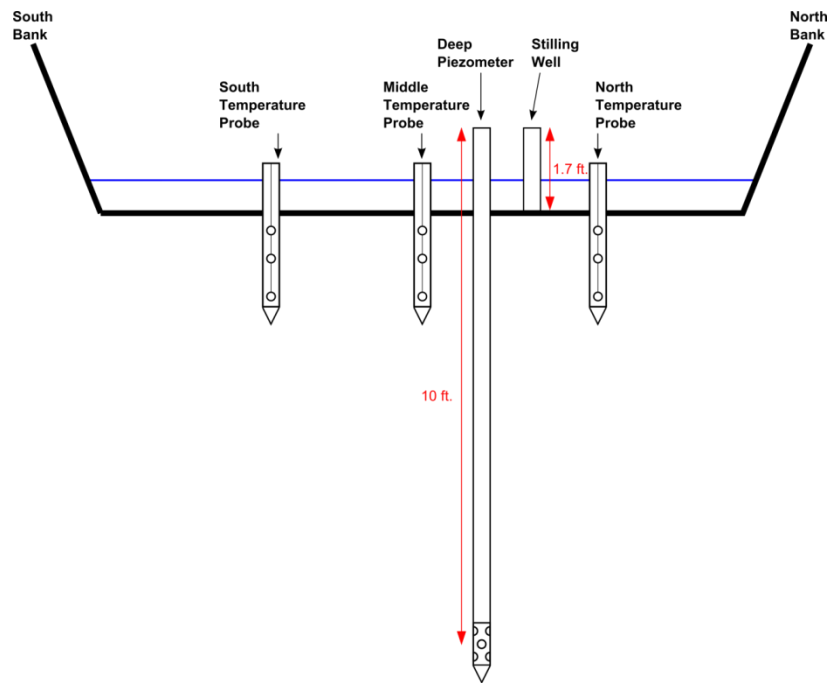 South
Bank
North
Bank
Deep
Piezometer
Stilling
Well
South
Temperature
Probe
Middle
Temperature
Probe
North
Temperature
Probe
1.7 ft.
10 ft.